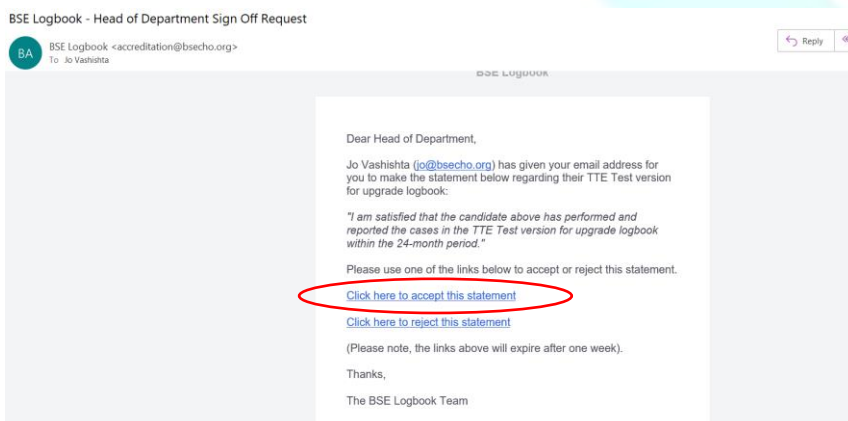 BSE Logbook - Head of Department Sign Off Request
BA
BSE Logbook <accreditation@bsecho.org>
To Jo Vashishta
Reply
BSE Logbook
Dear Head of Department,
Jo Vashishta (jo@bsecho.org) has given your email address for
you to make the statement below regarding their TTE Test version
for upgrade logbook:
"I am satisfied that the candidate above has performed and
reported the cases in the TTE Test version for upgrade logbook
within the 24-month period."
Please use one of the links below to accept or reject this statement.
Click here to accept this statement
Click here to reject this statement
(Please note, the links above will expire after one week).
Thanks,
The BSE Logbook Team